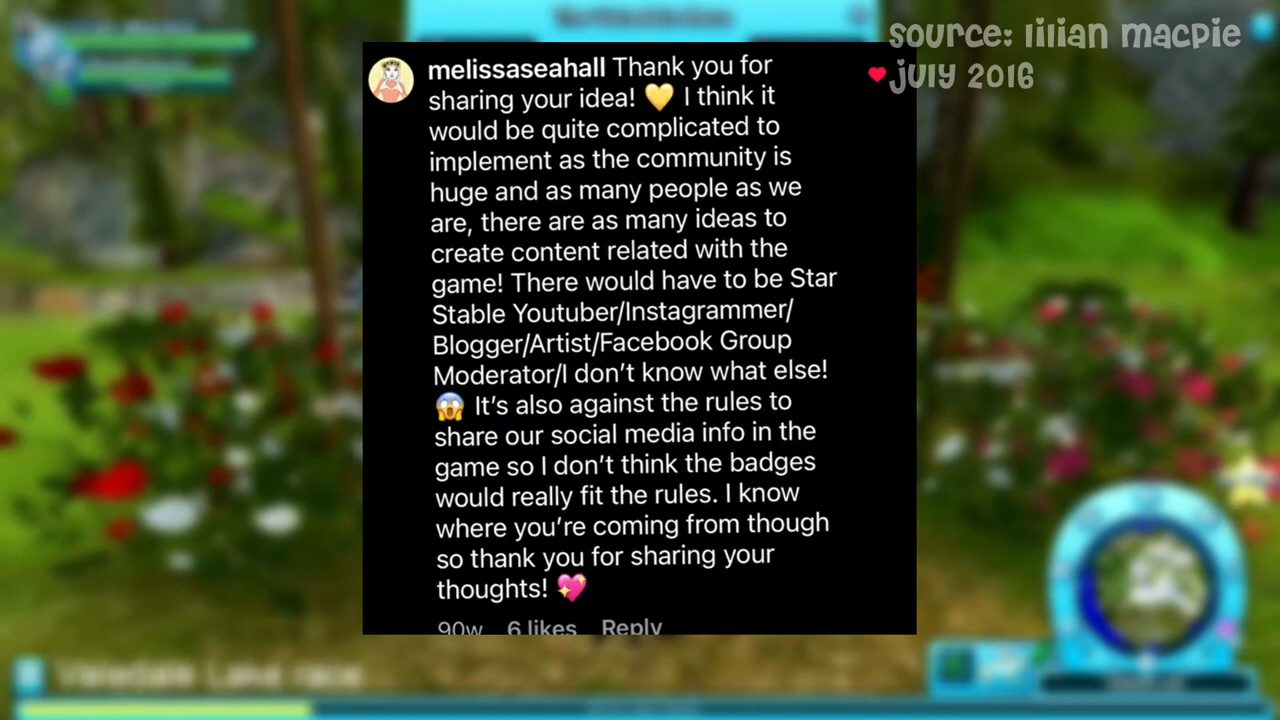 source: lilian macpie
july 2016
melissaseahall Thank you for
sharing your idea! 💛 I think it
would be quite complicated to
implement as the community is
huge and as many people as we
are, there are as many ideas to
create content related with the
game! There would have to be Star
Stable Youtuber/Instagrammer/
Blogger/Artist/Facebook Group
Moderator/I don’t know what else!
😱 It’s also against the rules to
share our social media info in the
game so I don’t think the badges
would really fit the rules. I know
where you’re coming from though
so thank you for sharing your
thoughts! 💖
90w 6 likes Reply
Valedale Lake race